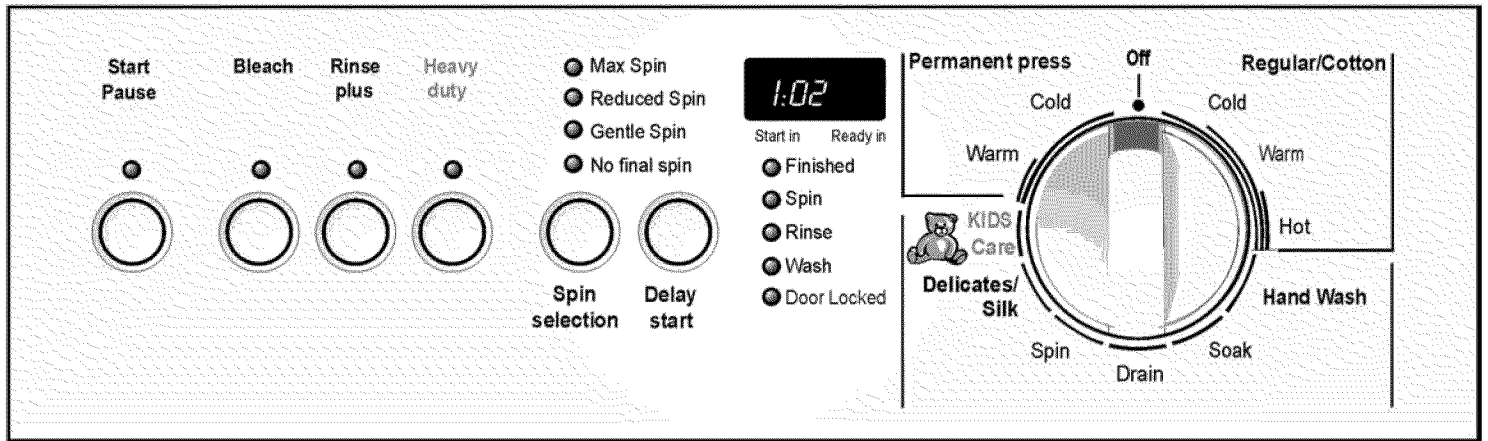 Start
Pause
Bleach
Rinse
plus
Heavy
duty
Max Spin
Reduced Spin
Gentle Spin
No final spin
Spin
selection
Delay
start
1:02
Start in Ready in
Finished
Spin
Rinse
Wash
Door Locked
Permanent press
Off
Regular/Cotton
Cold
Cold
Warm
Warm
KIDS
Care
Hot
Delicates/
Silk
Hand Wash
Spin
Soak
Drain